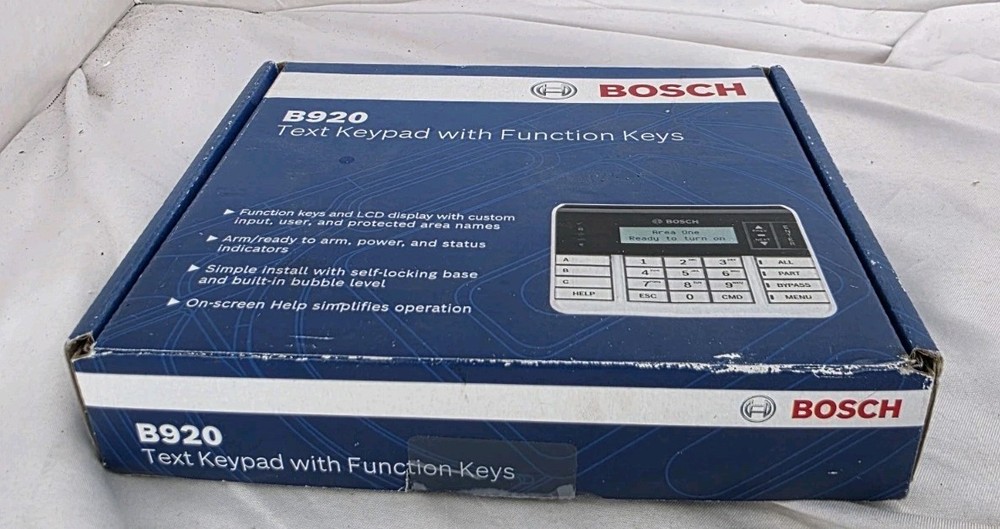 BOSCH
B920
Text Keypad with Function Keys
▶ Function keys and LCD display with custom
input, user, and protected area names
▶ Arm/ready to arm, power, and status
indicators
▶ Simple install with self-locking base
and built-in bubble level
▶ On-screen Help simplifies operation
BOSCH
Area One
Ready to turn on
A 1 2 3 ALL
B 4 5 6 PART
C 7 8 9 BYPASS
HELP ESC 0 CMD MENU
BOSCH
B920
Text Keypad with Function Keys